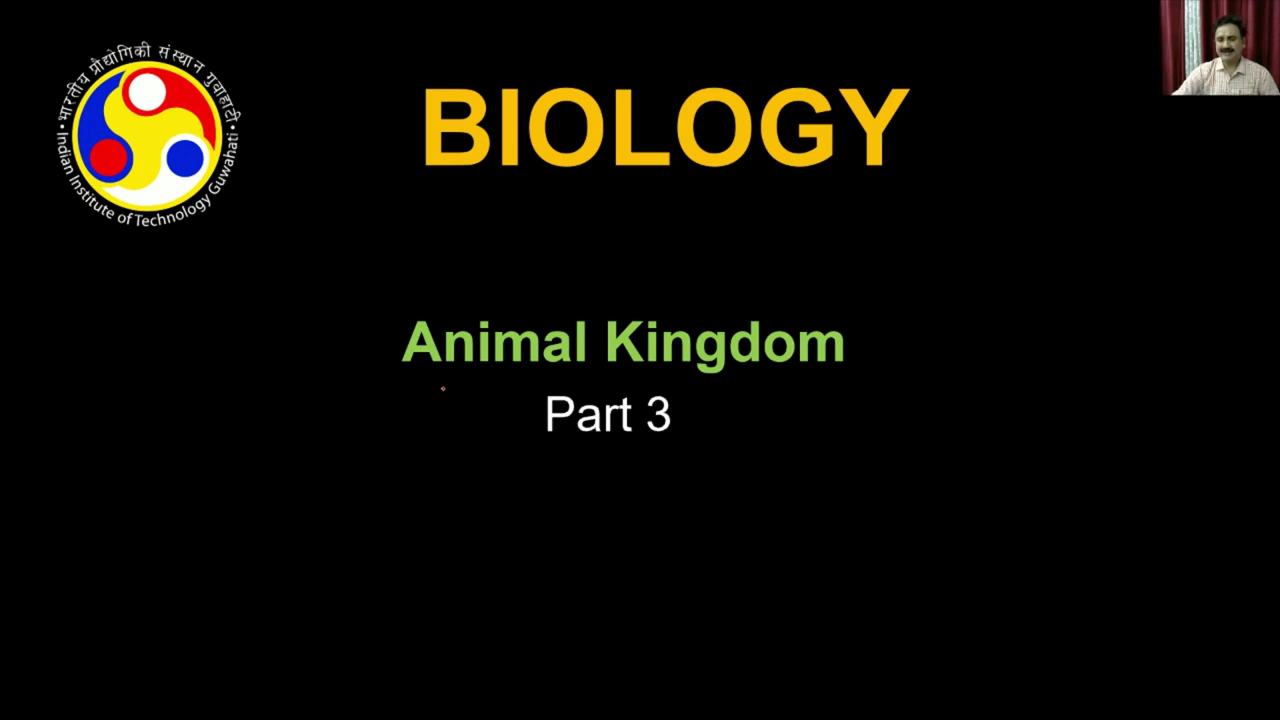 भारतीय प्रौद्योगिकी संस्थान गुवाहाटी
• Indian Institute of Technology Guwahati •
BIOLOGY
Animal Kingdom
Part 3